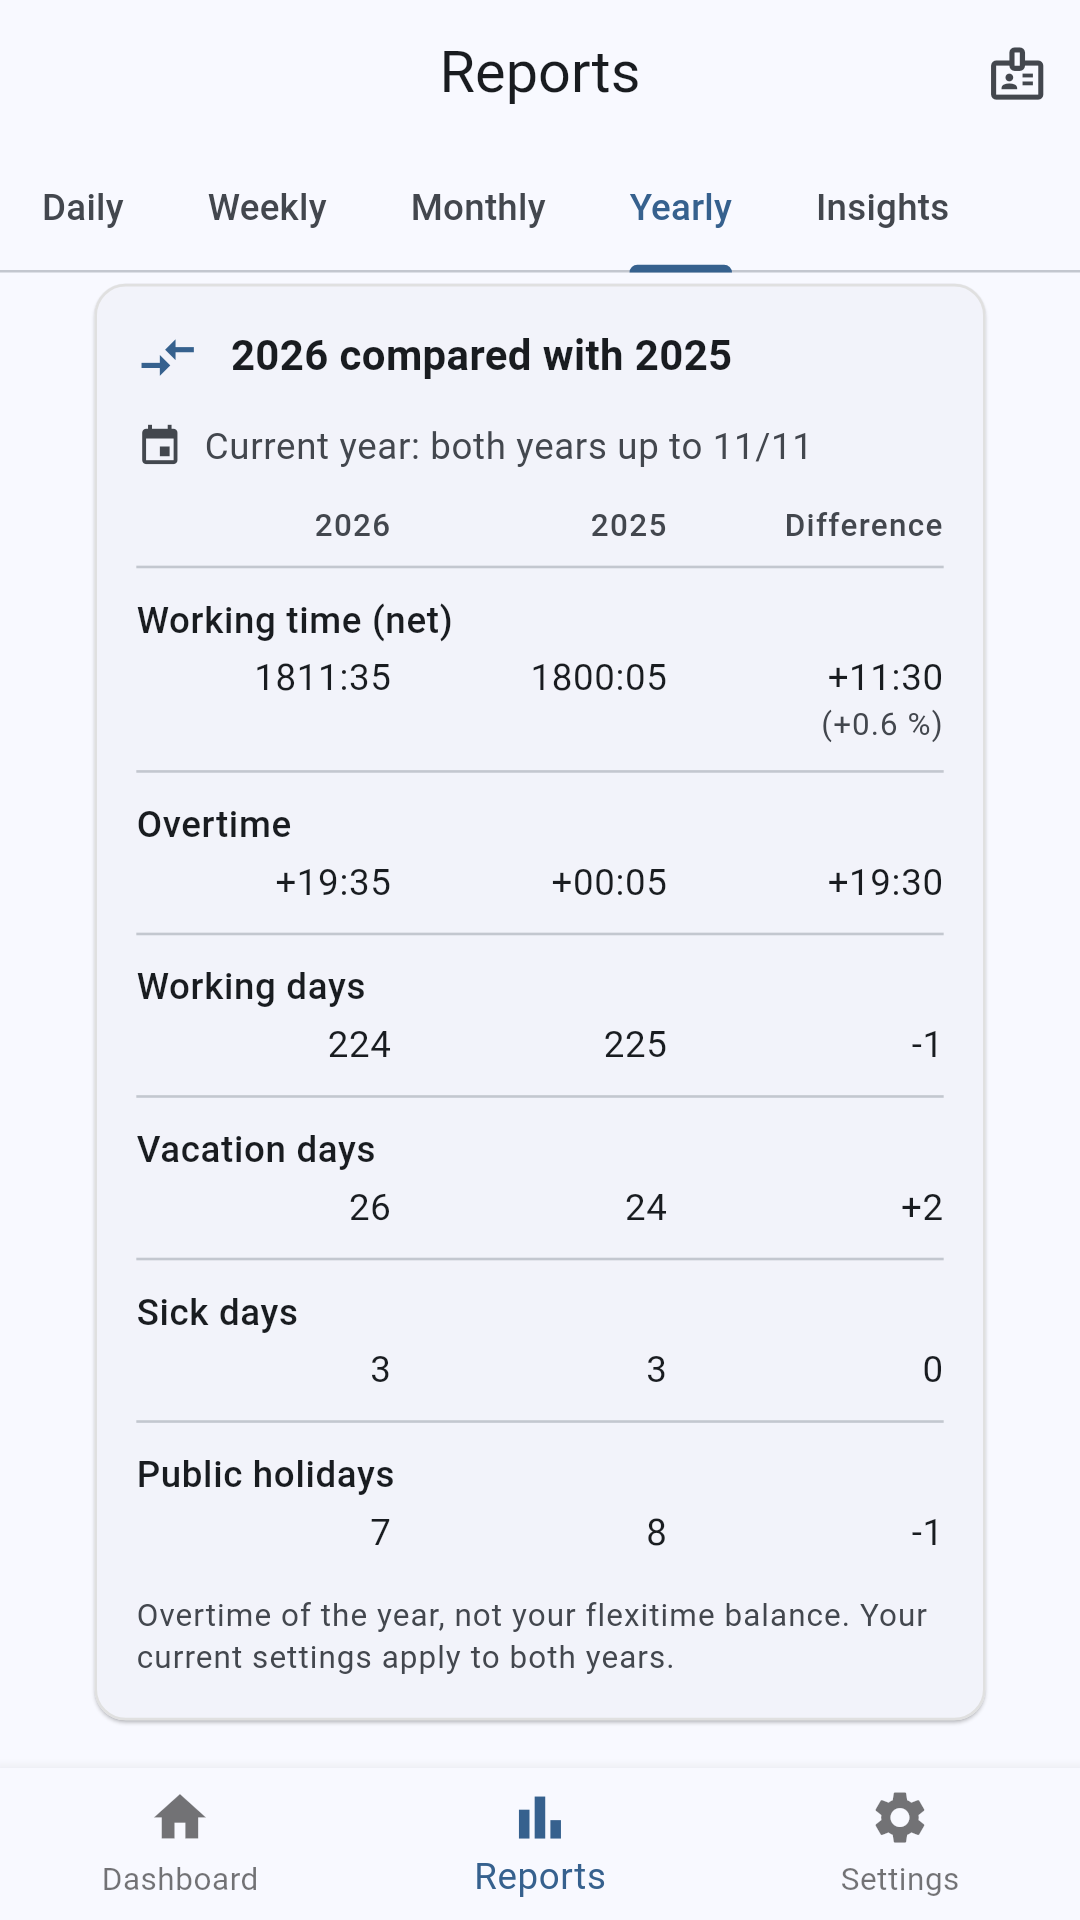 Reports
Daily Weekly Monthly Yearly Insights
2026 compared with 2025
Current year: both years up to 11/11
2026 2025 Difference
Working time (net)
1811:35 1800:05 +11:30
(+0.6 %)
Overtime
+19:35 +00:05 +19:30
Working days
224 225 -1
Vacation days
26 24 +2
Sick days
3 3 0
Public holidays
7 8 -1
Overtime of the year, not your flexitime balance. Your
current settings apply to both years.
Dashboard Reports Settings